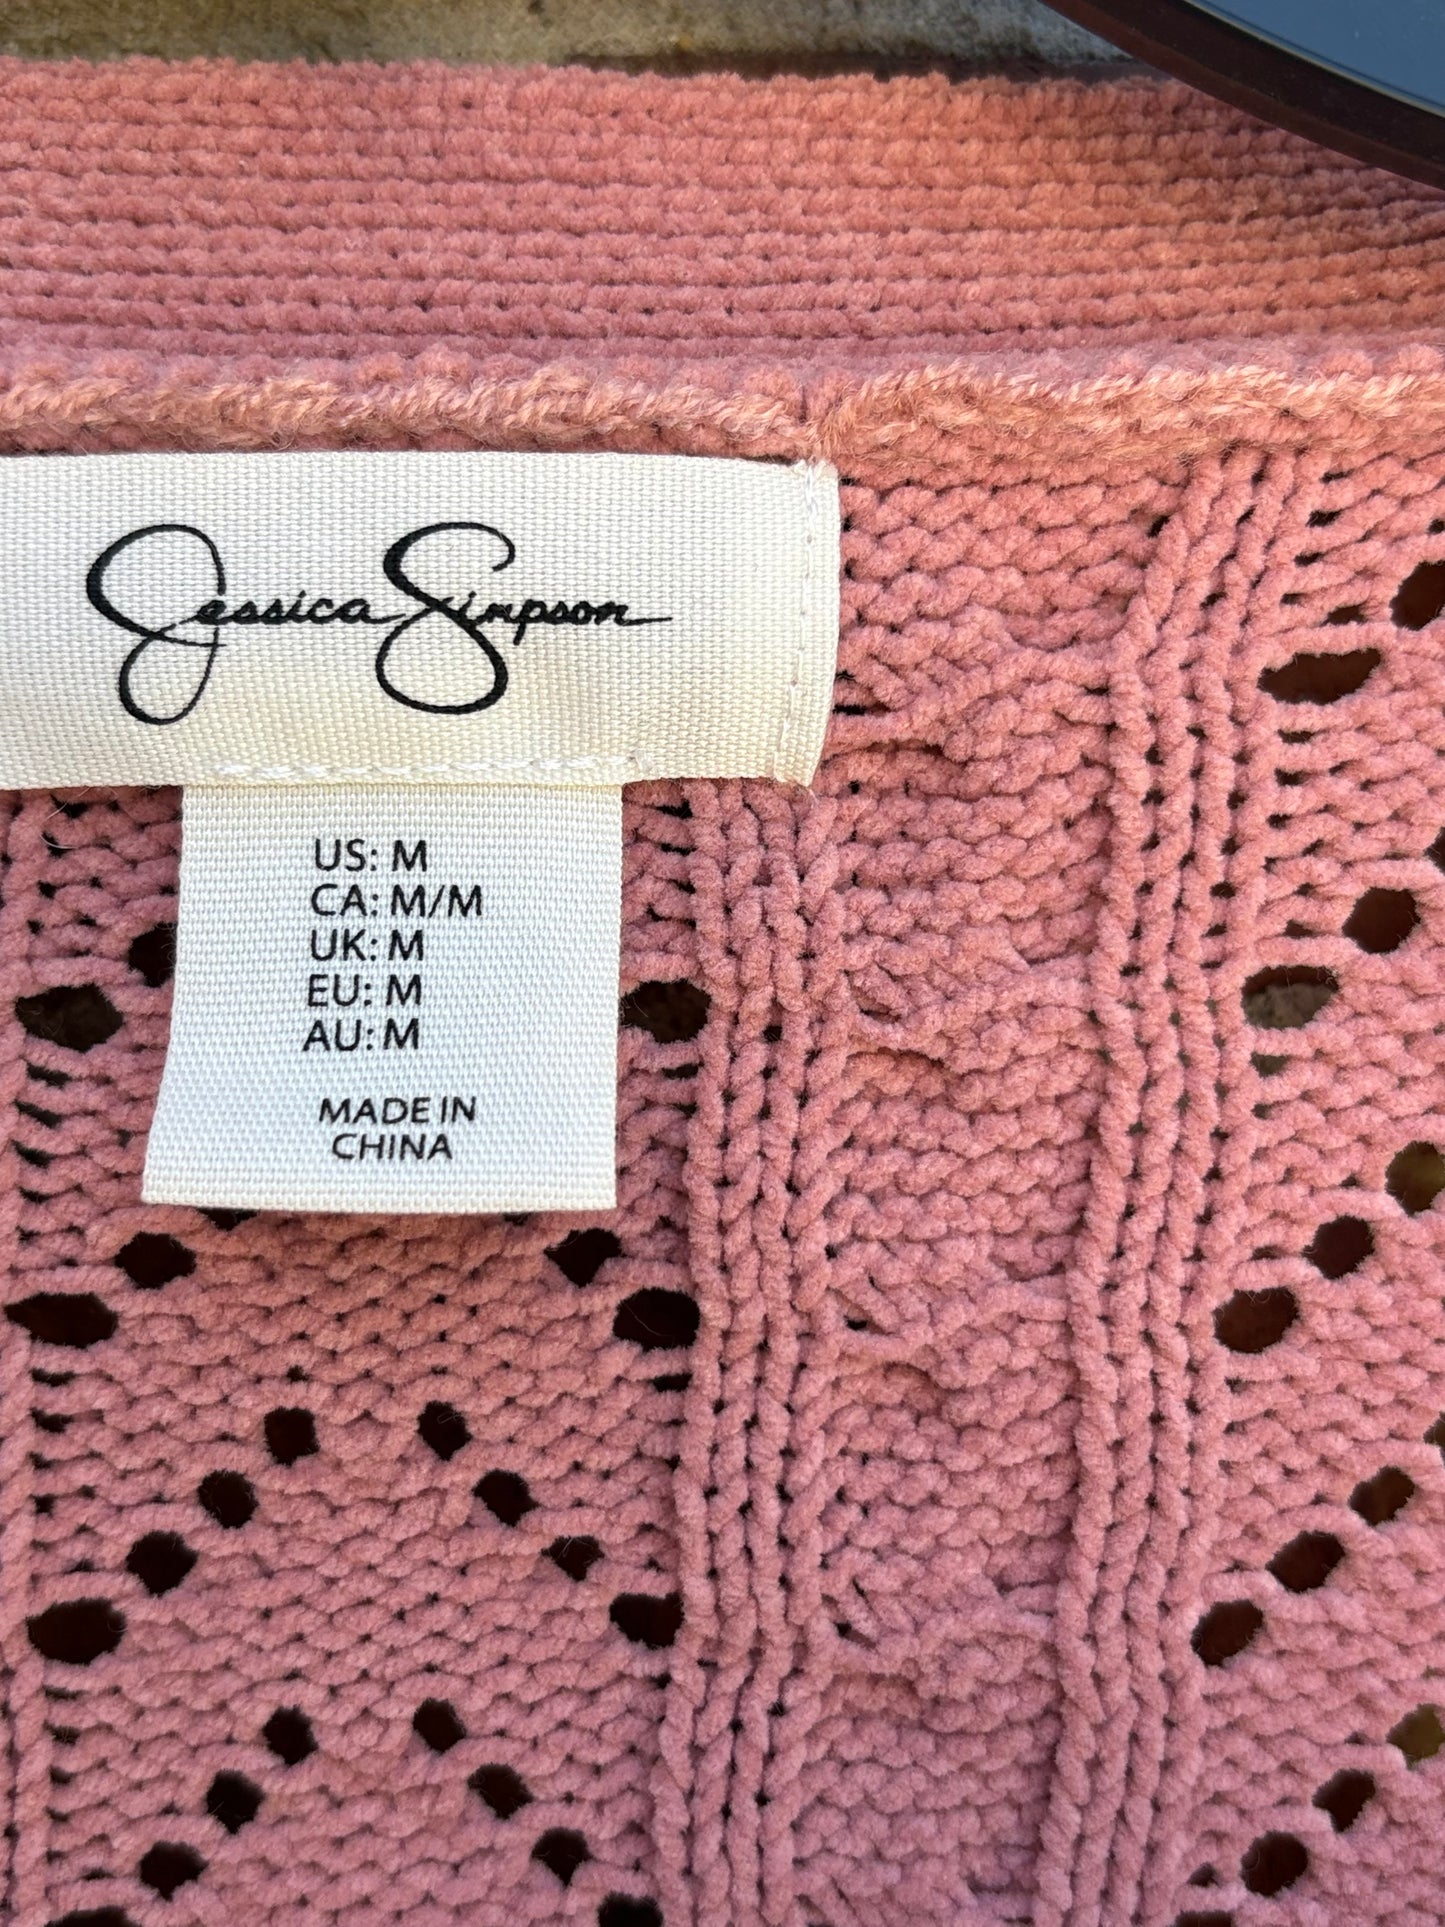 Jessica Simpson
US: M
CA: M/M
UK: M
EU: M
AU: M
MADE IN
CHINA